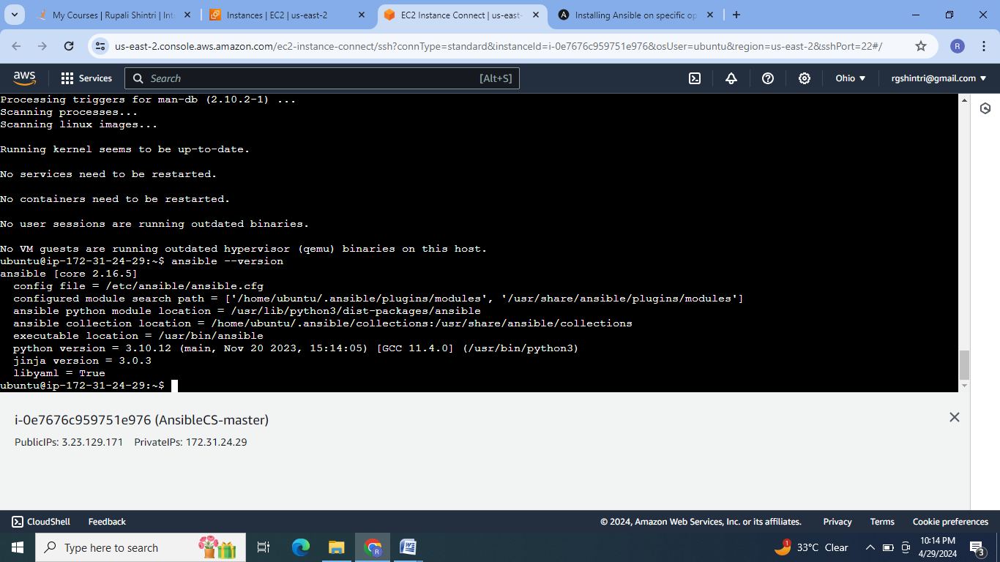 My Courses | Rupali Shintri | Int
Instances | EC2 | us-east-2
EC2 Instance Connect | us-east-
Installing Ansible on specific op
us-east-2.console.aws.amazon.com/ec2-instance-connect/ssh?connType=standard&instanceId=i-0e7676c959751e976&osUser=ubuntu&region=us-east-2&sshPort=22#/
R
aws
Services
Search
[Alt+S]
Ohio
rgshintri@gmail.com
Processing triggers for man-db (2.10.2-1) ...
Scanning processes...
Scanning linux images...
Running kernel seems to be up-to-date.
No services need to be restarted.
No containers need to be restarted.
No user sessions are running outdated binaries.
No VM guests are running outdated hypervisor (qemu) binaries on this host.
ubuntu@ip-172-31-24-29:~$ ansible --version
ansible [core 2.16.5]
config file = /etc/ansible/ansible.cfg
configured module search path = ['/home/ubuntu/.ansible/plugins/modules', '/usr/share/ansible/plugins/modules']
ansible python module location = /usr/lib/python3/dist-packages/ansible
ansible collection location = /home/ubuntu/.ansible/collections:/usr/share/ansible/collections
executable location = /usr/bin/ansible
python version = 3.10.12 (main, Nov 20 2023, 15:14:05) [GCC 11.4.0] (/usr/bin/python3)
jinja version = 3.0.3
libyaml = True
ubuntu@ip-172-31-24-29:~$
i-0e7676c959751e976 (AnsibleCS-master)
PublicIPs: 3.23.129.171 PrivateIPs: 172.31.24.29
CloudShell
Feedback
© 2024, Amazon Web Services, Inc. or its affiliates.
Privacy
Terms
Cookie preferences
Type here to search
R
W
1
33°C Clear
10:14 PM
4/29/2024
3